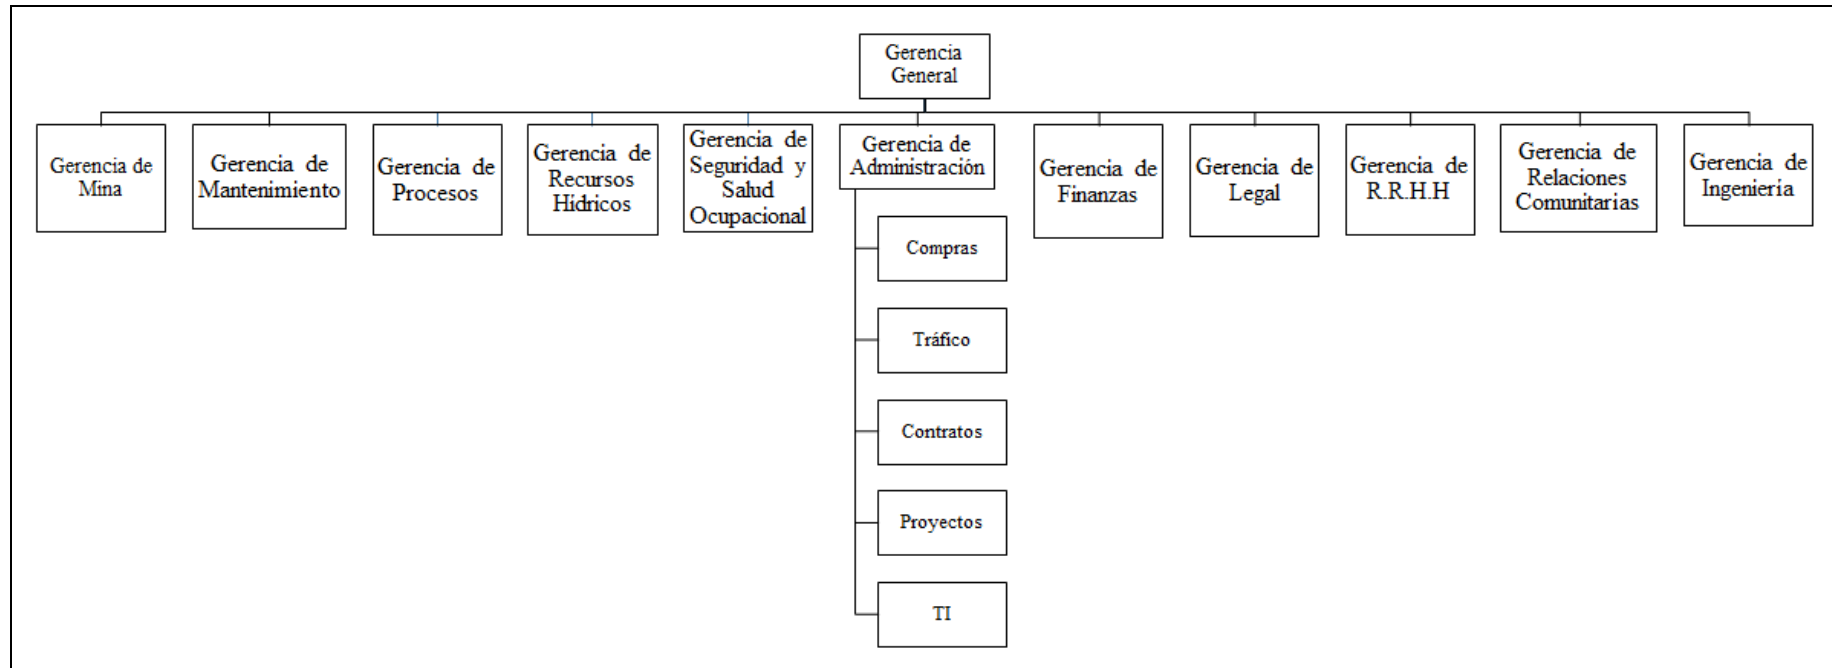 Gerencia
General
Gerencia de
Mina
Gerencia de
Mantenimiento
Gerencia de
Procesos
Gerencia de
Recursos
Hídricos
Gerencia de
Seguridad y
Salud
Ocupacional
Gerencia de
Administración
Gerencia de
Finanzas
Gerencia de
Legal
Gerencia de
R.R.H.H
Gerencia de
Relaciones
Comunitarias
Gerencia de
Ingeniería
Compras
Tráfico
Contratos
Proyectos
TI